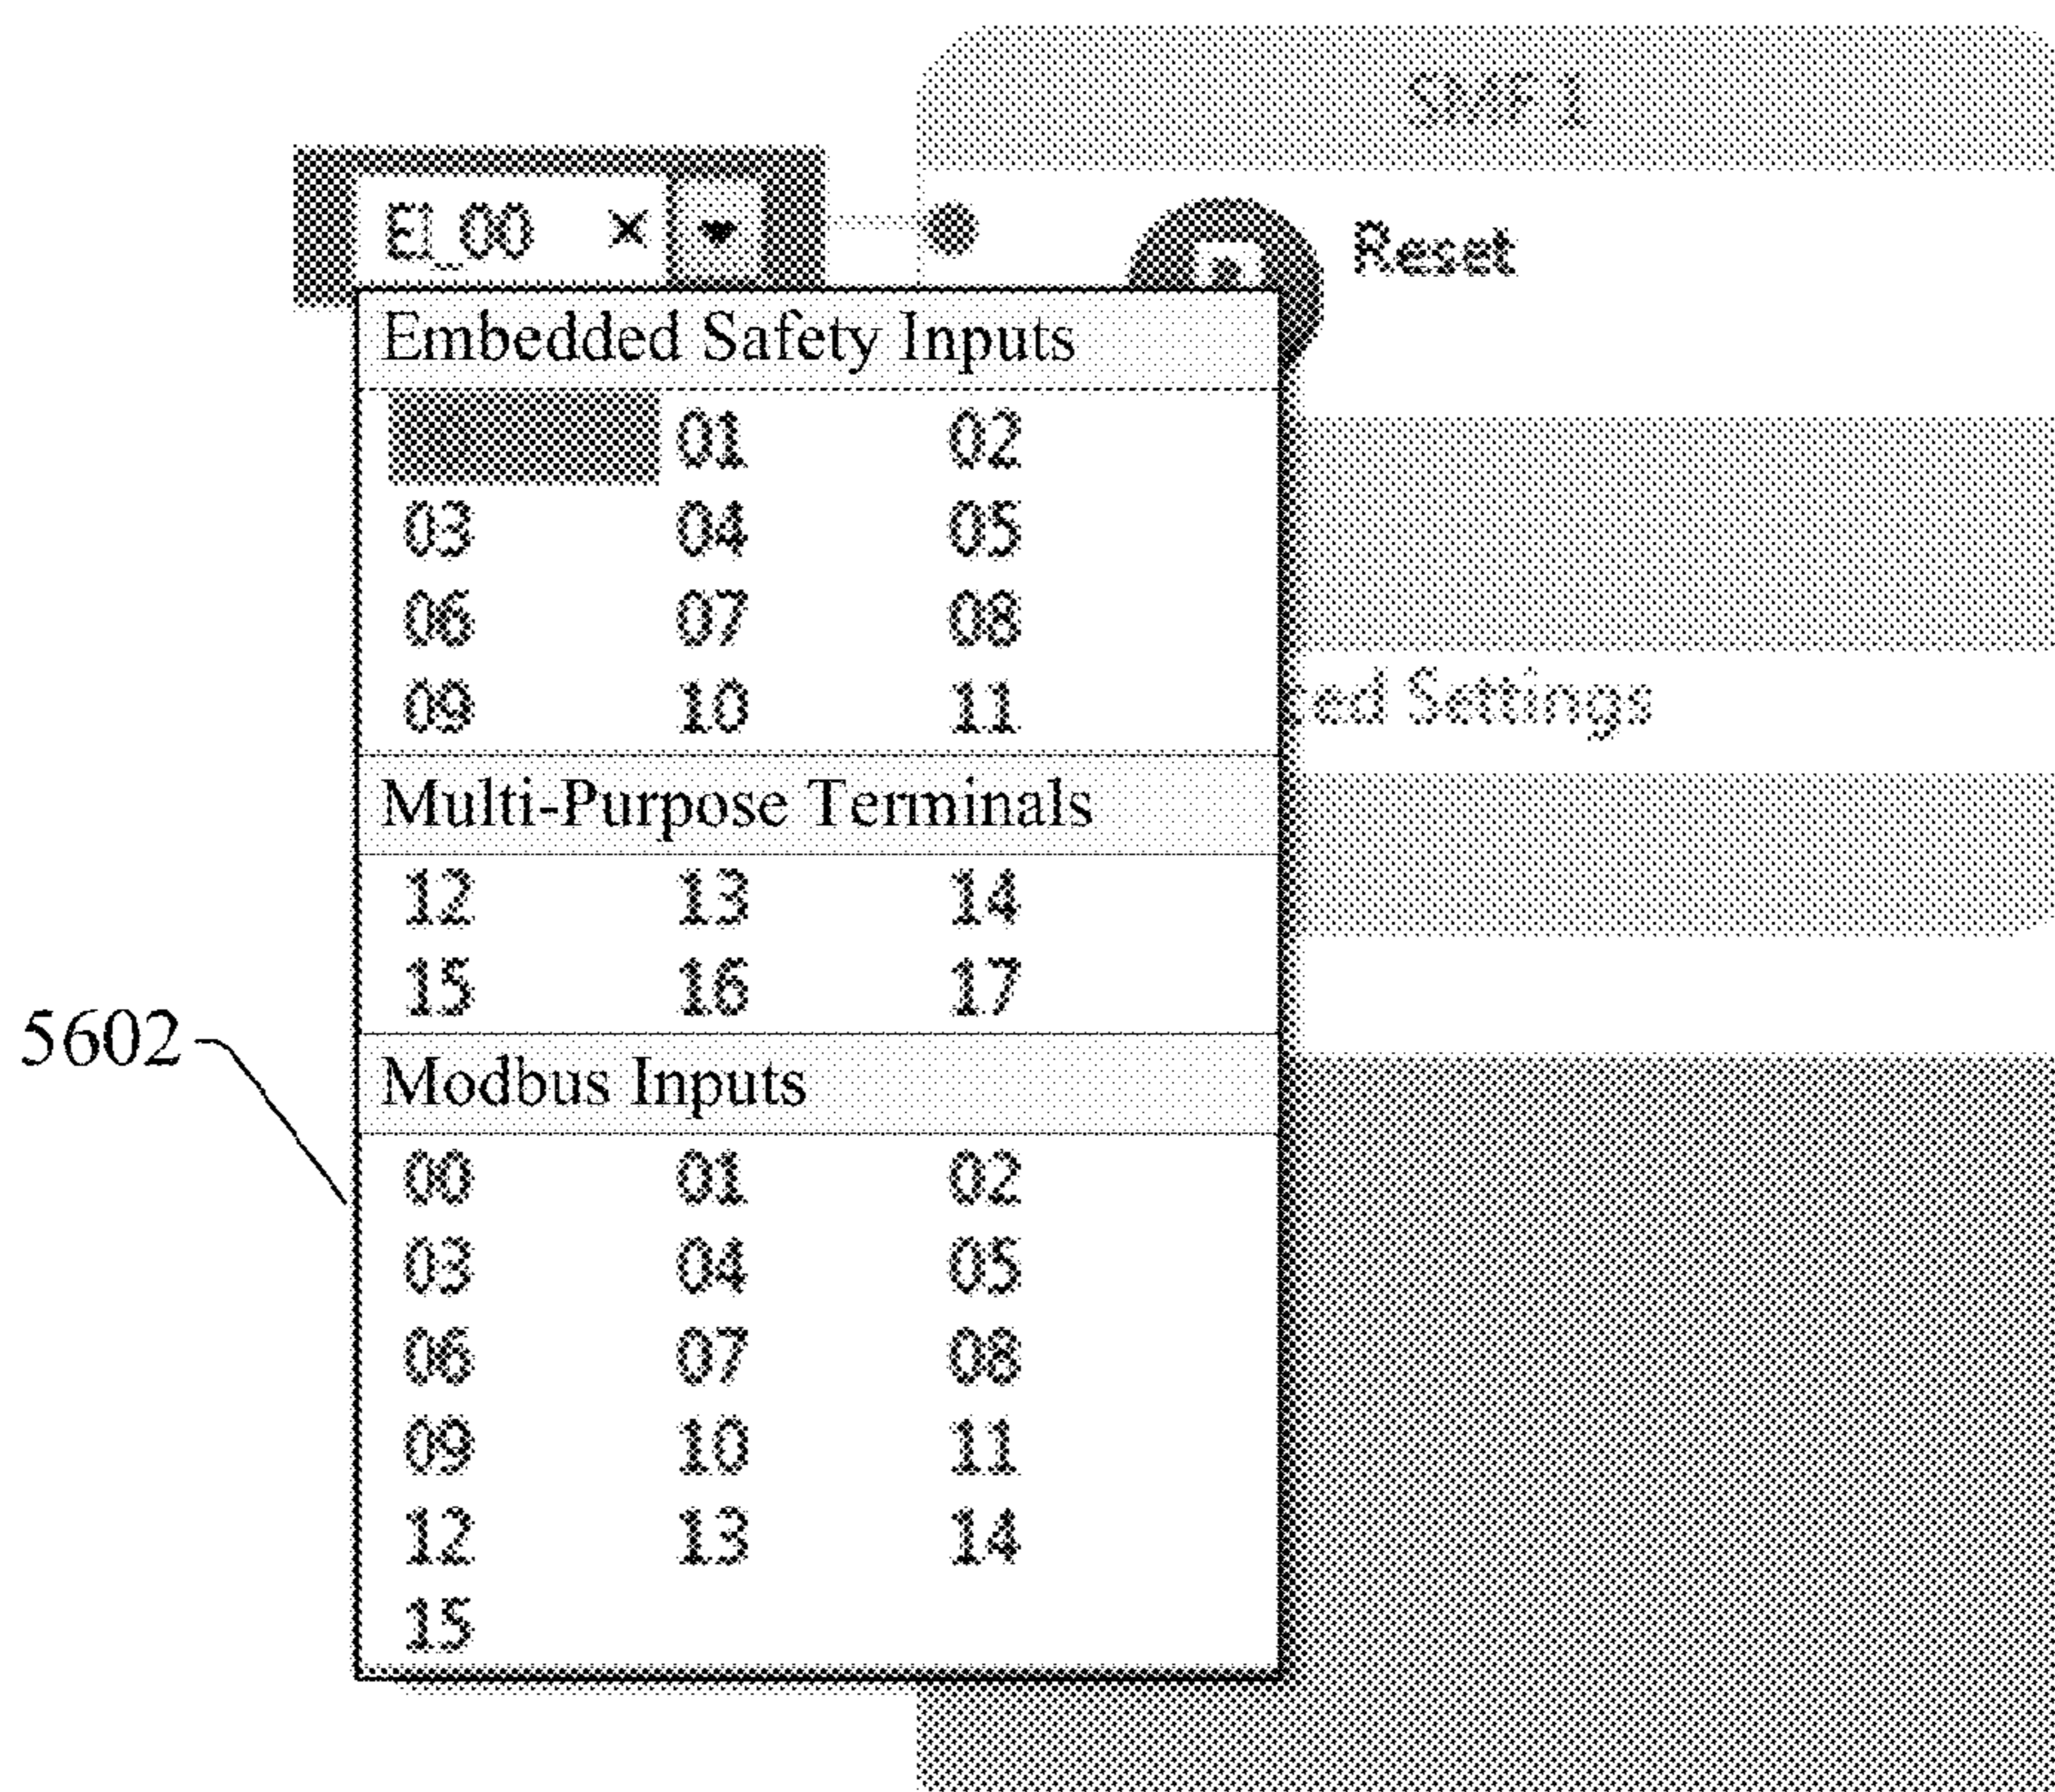 SMF 1
EI_00 × ▼
Reset
Embedded Safety Inputs
01 02
03 04 05
06 07 08
09 10 11
ed Settings
Multi-Purpose Terminals
12 13 14
15 16 17
5602
Modbus Inputs
00 01 02
03 04 05
06 07 08
09 10 11
12 13 14
15